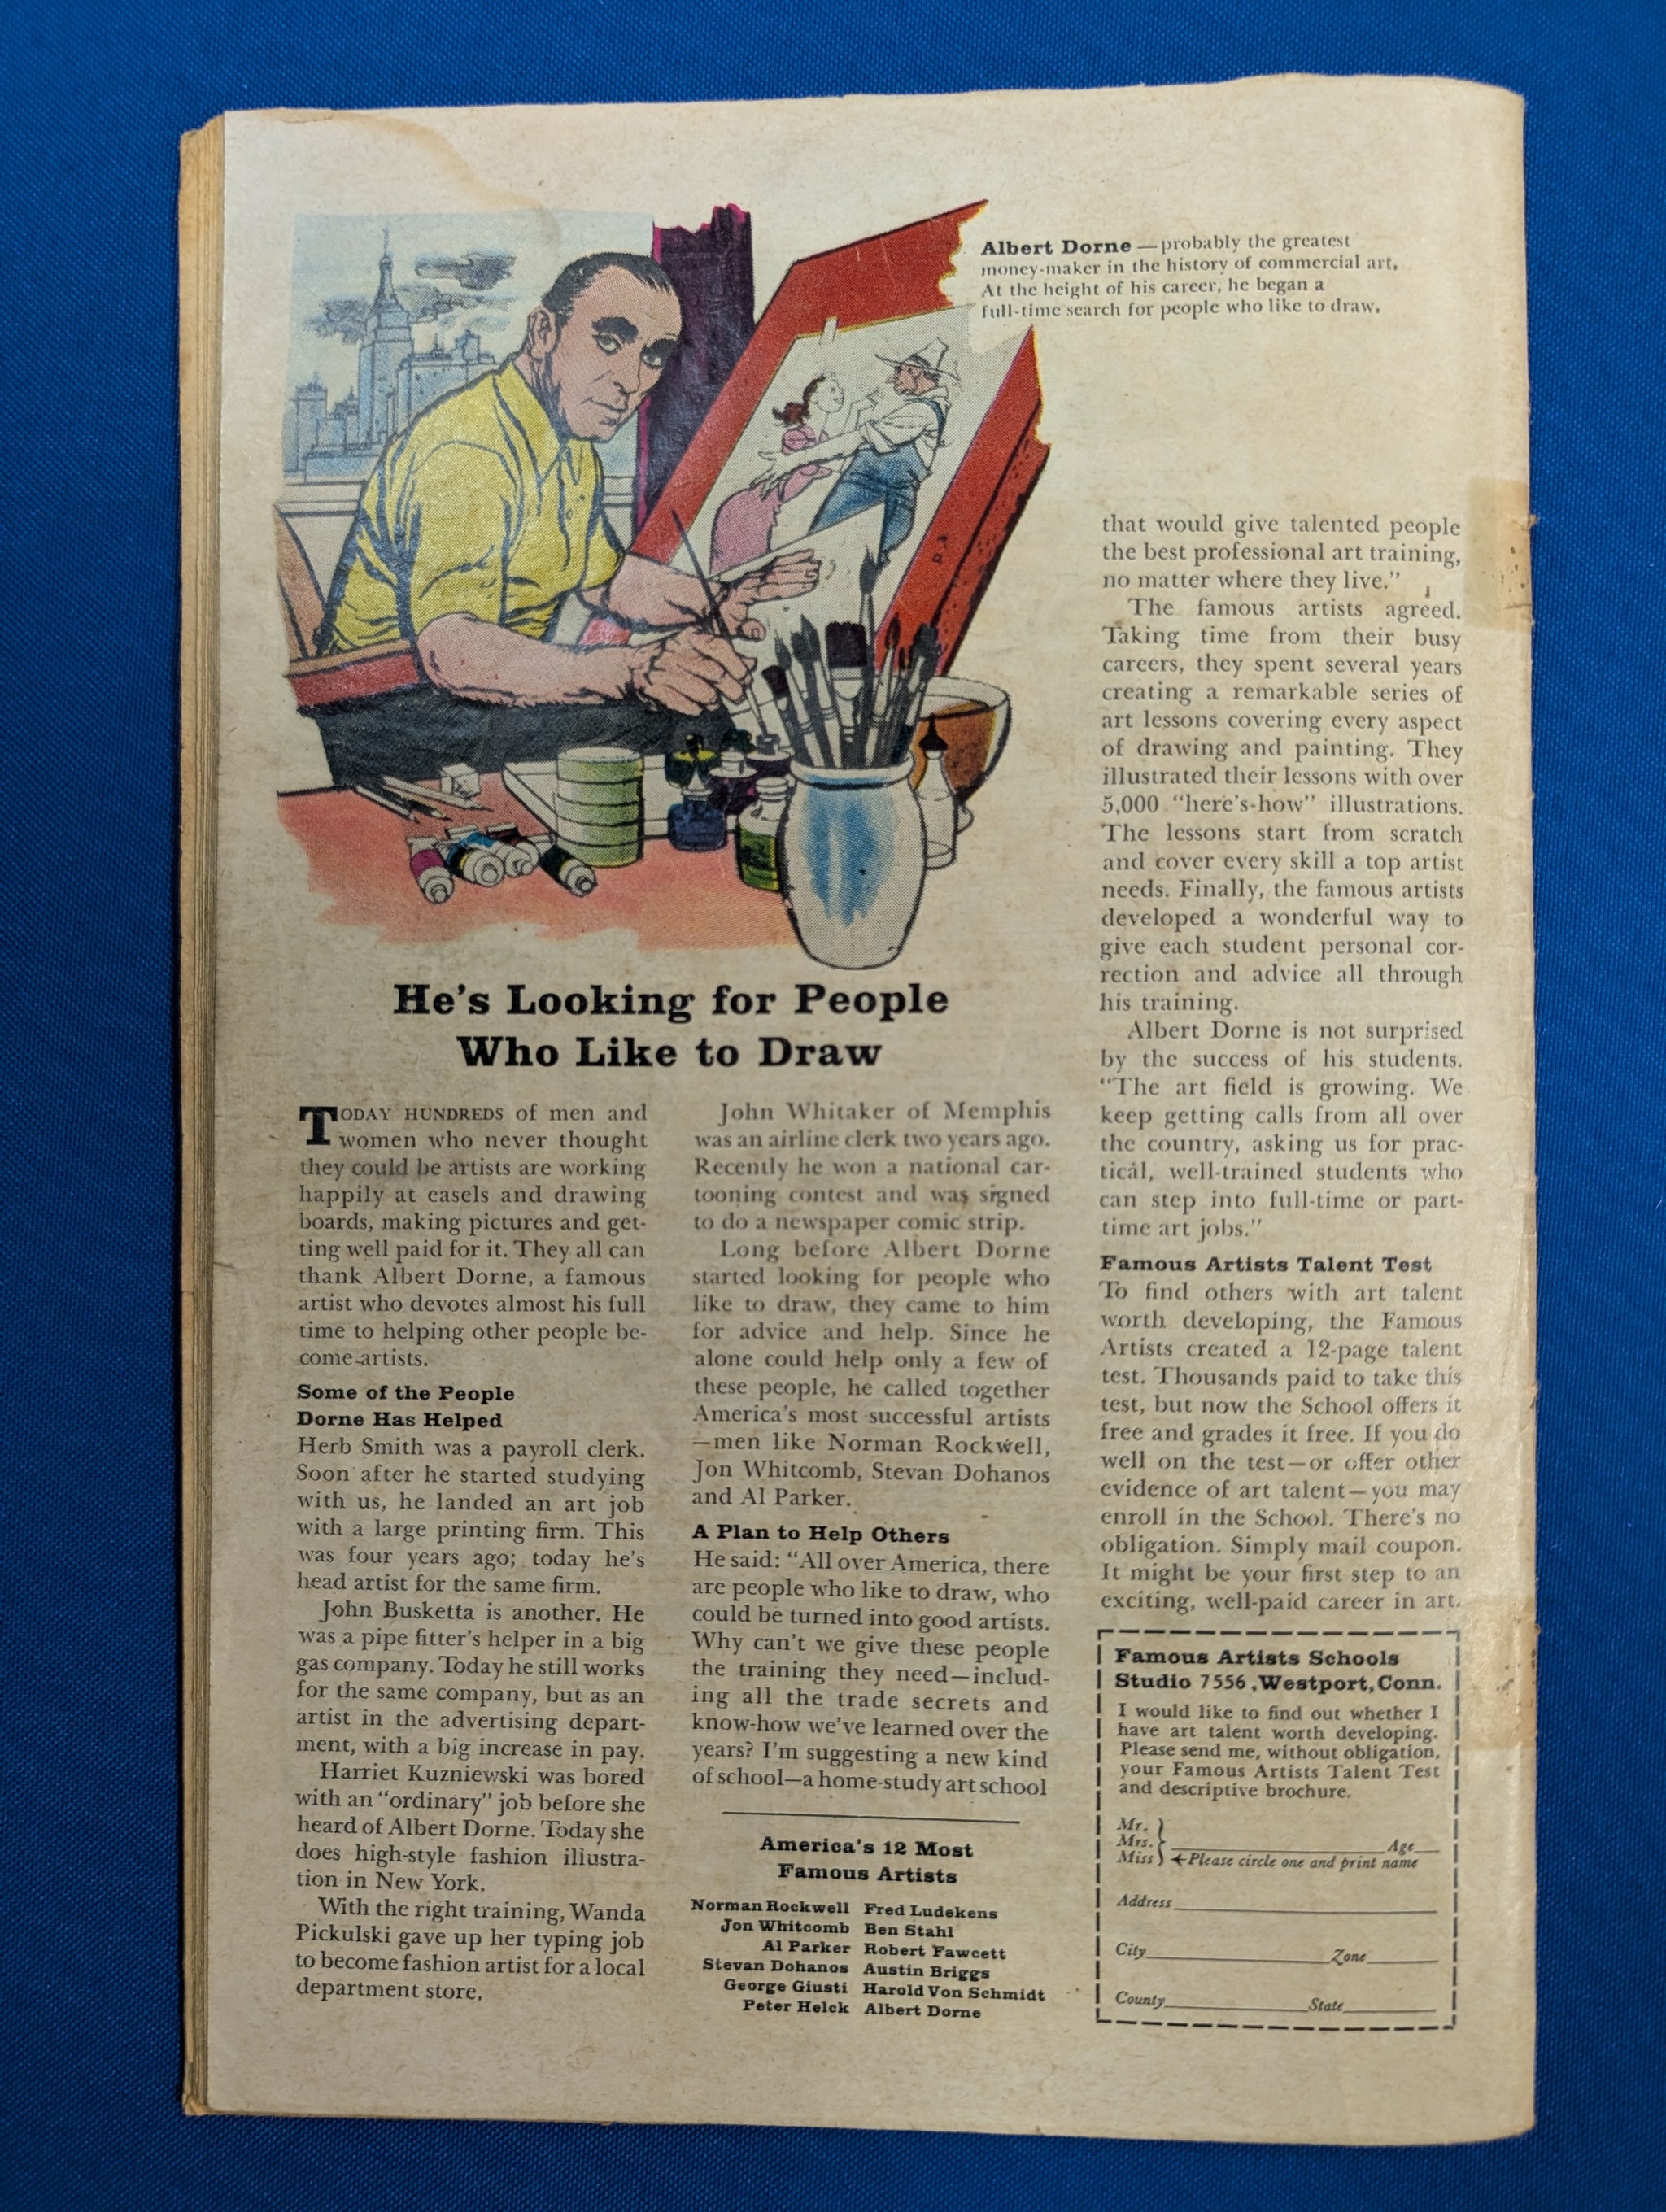 Albert Dorne — probably the greatest
money-maker in the history of commercial art.
At the height of his career, he began a
full-time search for people who like to draw.
He's Looking for People
Who Like to Draw
TODAY HUNDREDS of men and
women who never thought
they could be artists are working
happily at easels and drawing
boards, making pictures and get-
ting well paid for it. They all can
thank Albert Dorne, a famous
artist who devotes almost his full
time to helping other people be-
come artists.
Some of the People
Dorne Has Helped
Herb Smith was a payroll clerk.
Soon after he started studying
with us, he landed an art job
with a large printing firm. This
was four years ago; today he's
head artist for the same firm.
John Busketta is another. He
was a pipe fitter's helper in a big
gas company. Today he still works
for the same company, but as an
artist in the advertising depart-
ment, with a big increase in pay.
Harriet Kuzniewski was bored
with an "ordinary" job before she
heard of Albert Dorne. Today she
does high-style fashion illustra-
tion in New York.
With the right training, Wanda
Pickulski gave up her typing job
to become fashion artist for a local
department store.
John Whitaker of Memphis
was an airline clerk two years ago.
Recently he won a national car-
tooning contest and was signed
to do a newspaper comic strip.
Long before Albert Dorne
started looking for people who
like to draw, they came to him
for advice and help. Since he
alone could help only a few of
these people, he called together
America's most successful artists
—men like Norman Rockwell,
Jon Whitcomb, Stevan Dohanos
and Al Parker.
A Plan to Help Others
He said: "All over America, there
are people who like to draw, who
could be turned into good artists.
Why can't we give these people
the training they need—includ-
ing all the trade secrets and
know-how we've learned over the
years? I'm suggesting a new kind
of school—a home-study art school
America's 12 Most
Famous Artists
Norman Rockwell Fred Ludekens
Jon Whitcomb Ben Stahl
Al Parker Robert Fawcett
Stevan Dohanos Austin Briggs
George Giusti Harold Von Schmidt
Peter Helck Albert Dorne
that would give talented people
the best professional art training,
no matter where they live."
The famous artists agreed.
Taking time from their busy
careers, they spent several years
creating a remarkable series of
art lessons covering every aspect
of drawing and painting. They
illustrated their lessons with over
5,000 "here's-how" illustrations.
The lessons start from scratch
and cover every skill a top artist
needs. Finally, the famous artists
developed a wonderful way to
give each student personal cor-
rection and advice all through
his training.
Albert Dorne is not surprised
by the success of his students.
"The art field is growing. We
keep getting calls from all over
the country, asking us for prac-
tical, well-trained students who
can step into full-time or part-
time art jobs."
Famous Artists Talent Test
To find others with art talent
worth developing, the Famous
Artists created a 12-page talent
test. Thousands paid to take this
test, but now the School offers it
free and grades it free. If you do
well on the test—or offer other
evidence of art talent—you may
enroll in the School. There's no
obligation. Simply mail coupon.
It might be your first step to an
exciting, well-paid career in art.
Famous Artists Schools
Studio 7556, Westport, Conn.
I would like to find out whether I
have art talent worth developing.
Please send me, without obligation,
your Famous Artists Talent Test
and descriptive brochure.
Mr.
Mrs. Age
Miss ←Please circle one and print name
Address
City Zone
County State